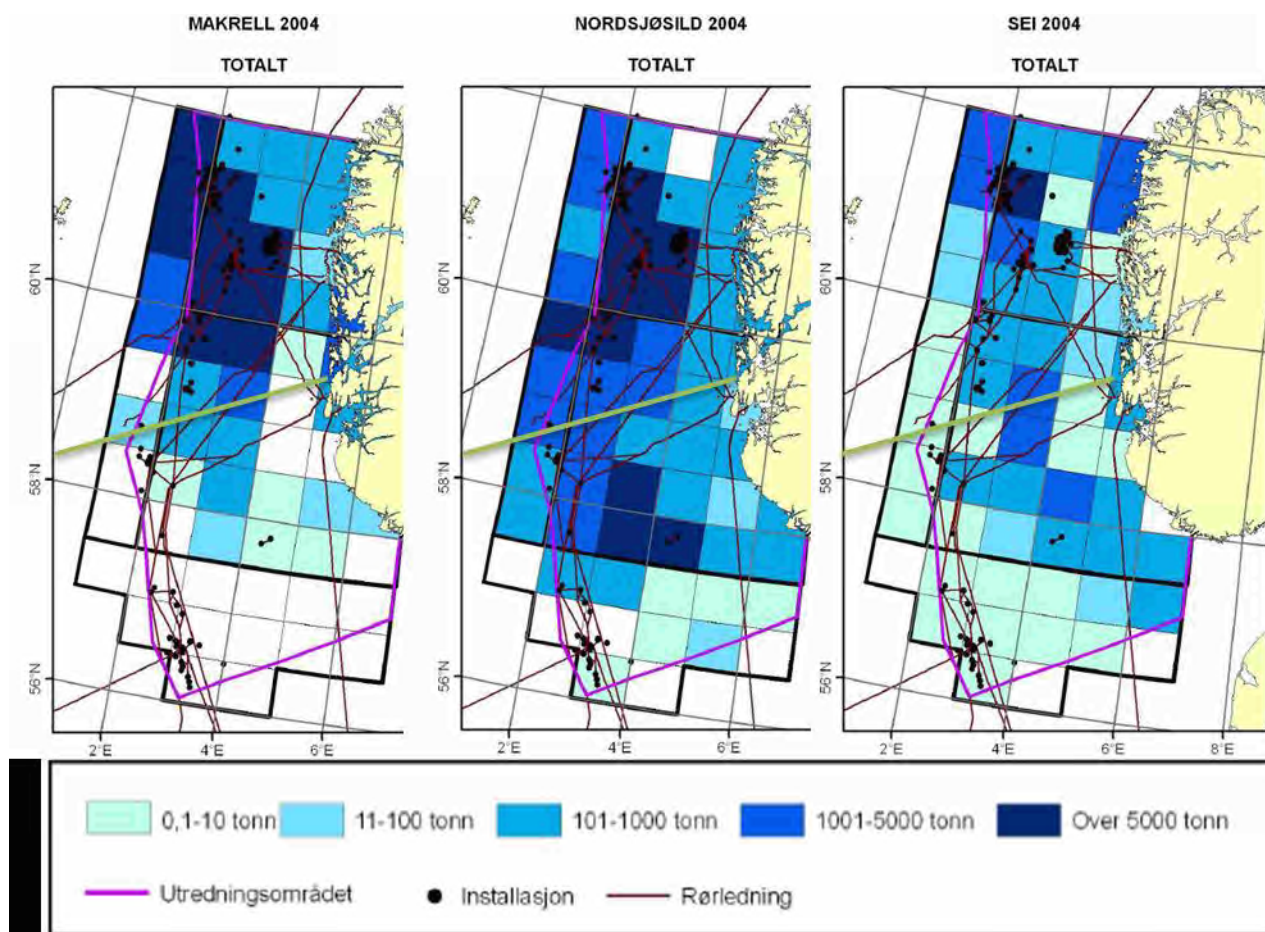 MAKRELL 2004
TOTALT
NORDSJØSILD 2004
TOTALT
SEI 2004
TOTALT
60°N
58°N
56°N
2°E
4°E
6°E
60°N
58°N
56°N
2°E
4°E
6°E
60°N
58°N
56°N
2°E
4°E
6°E
8°E
0,1-10 tonn
11-100 tonn
101-1000 tonn
1001-5000 tonn
Over 5000 tonn
Utredningsområdet
Installasjon
Rørledning